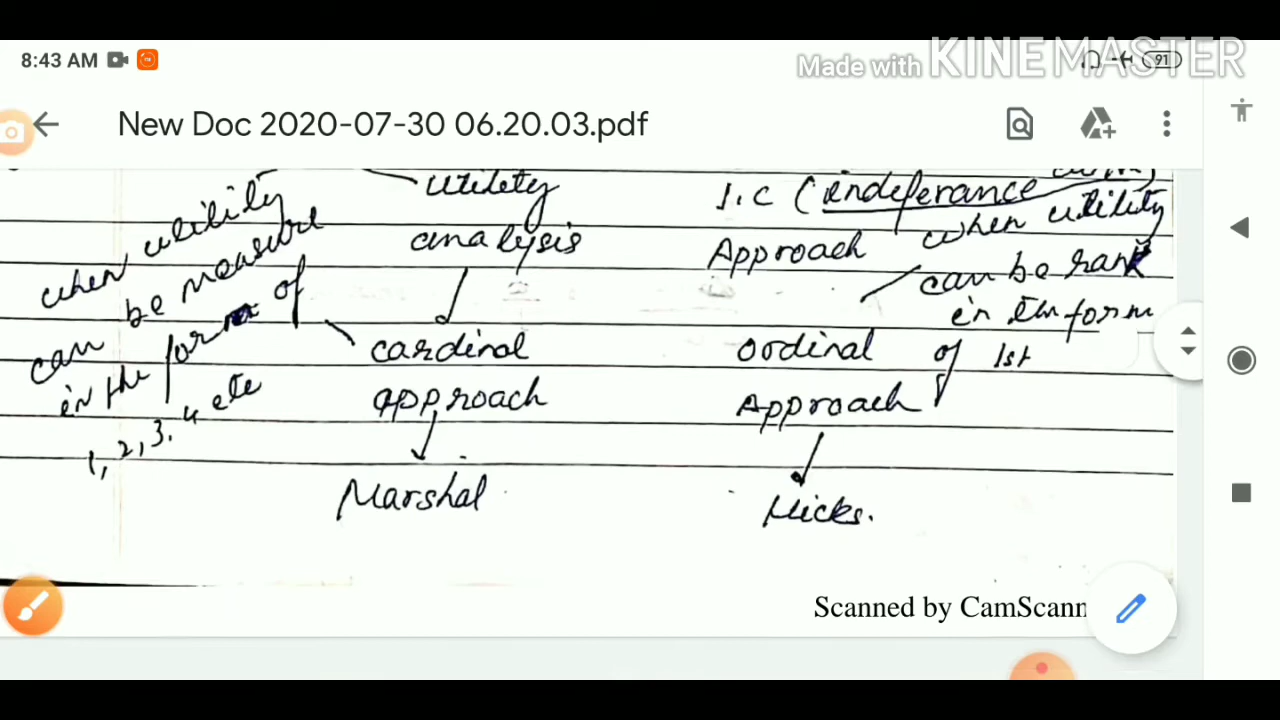 8:43 AM
91
Made with KINEMASTER
New Doc 2020-07-30 06.20.03.pdf
utility
analysis
cardinal
approach
Marshal
when utility
can be measure
in the form of
1, 2, 3. 4 etc
I.C (indeferance
Approach
Ordinal
Approach
Hicks.
when utility
can be rank
in the form
of 1st
Scanned by CamScann